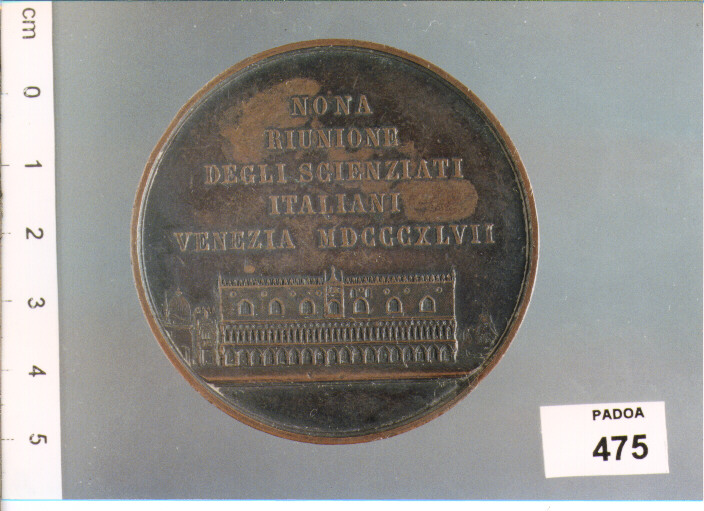 cm
0
1
2
3
4
5
NONA
RIUNIONE
DEGLI SCIENZIATI
ITALIANI
VENEZIA MDCCCXLVII
PADOA
475